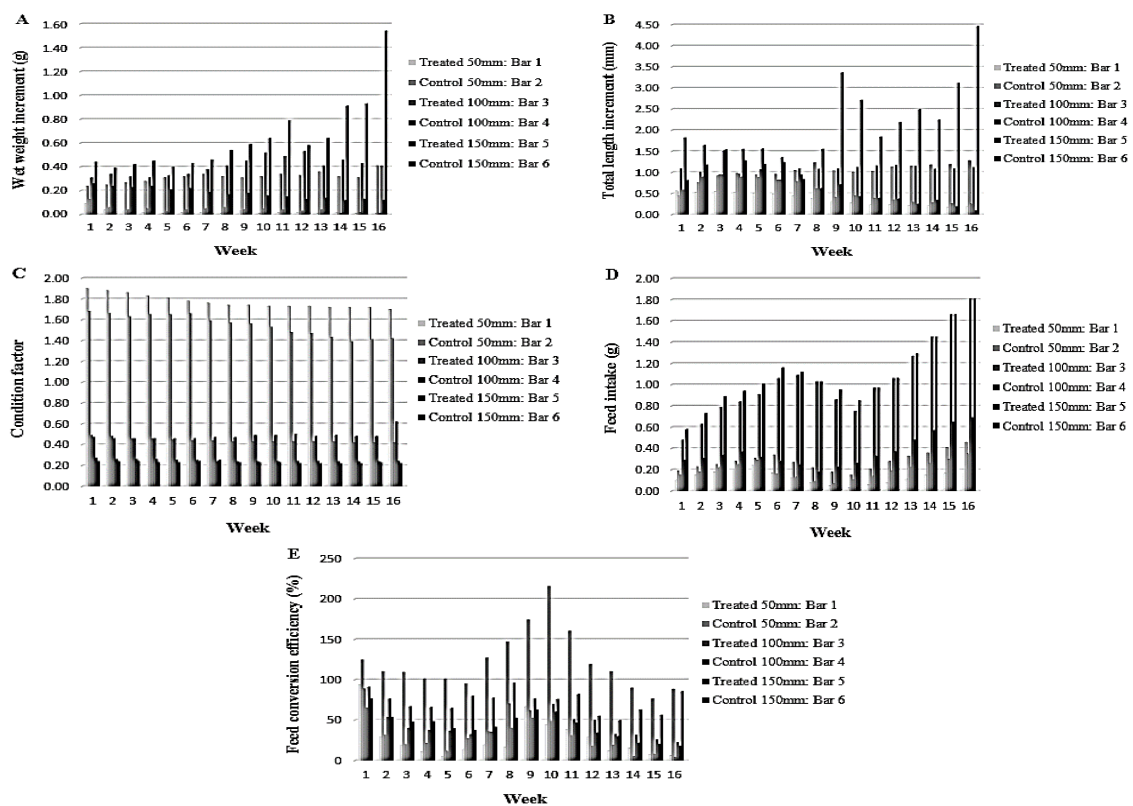 A
Wet weight increment (g)
1.60
1.40
1.20
1.00
0.80
0.60
0.40
0.20
0.00
1 2 3 4 5 6 7 8 9 10 11 12 13 14 15 16
Week
Treated 50mm: Bar 1
Control 50mm: Bar 2
Treated 100mm: Bar 3
Control 100mm: Bar 4
Treated 150mm: Bar 5
Control 150mm: Bar 6
B
Total length increment (mm)
4.50
4.00
3.50
3.00
2.50
2.00
1.50
1.00
0.50
0.00
1 2 3 4 5 6 7 8 9 10 11 12 13 14 15 16
Week
Treated 50mm: Bar 1
Control 50mm: Bar 2
Treated 100mm: Bar 3
Control 100mm: Bar 4
Treated 150mm: Bar 5
Control 150mm: Bar 6
C
Condition factor
2.00
1.80
1.60
1.40
1.20
1.00
0.80
0.60
0.40
0.20
0.00
1 2 3 4 5 6 7 8 9 10 11 12 13 14 15 16
Week
Treated 50mm: Bar 1
Control 50mm: Bar 2
Treated 100mm: Bar 3
Control 100mm: Bar 4
Treated 150mm: Bar 5
Control 150mm: Bar 6
D
Feed intake (g)
2.00
1.80
1.60
1.40
1.20
1.00
0.80
0.60
0.40
0.20
0.00
1 2 3 4 5 6 7 8 9 10 11 12 13 14 15 16
Week
Treated 50mm: Bar 1
Control 50mm: Bar 2
Treated 100mm: Bar 3
Control 100mm: Bar 4
Treated 150mm: Bar 5
Control 150mm: Bar 6
E
Feed conversion efficiency (%)
250
200
150
100
50
0
1 2 3 4 5 6 7 8 9 10 11 12 13 14 15 16
Week
Treated 50mm: Bar 1
Control 50mm: Bar 2
Treated 100mm: Bar 3
Control 100mm: Bar 4
Treated 150mm: Bar 5
Control 150mm: Bar 6